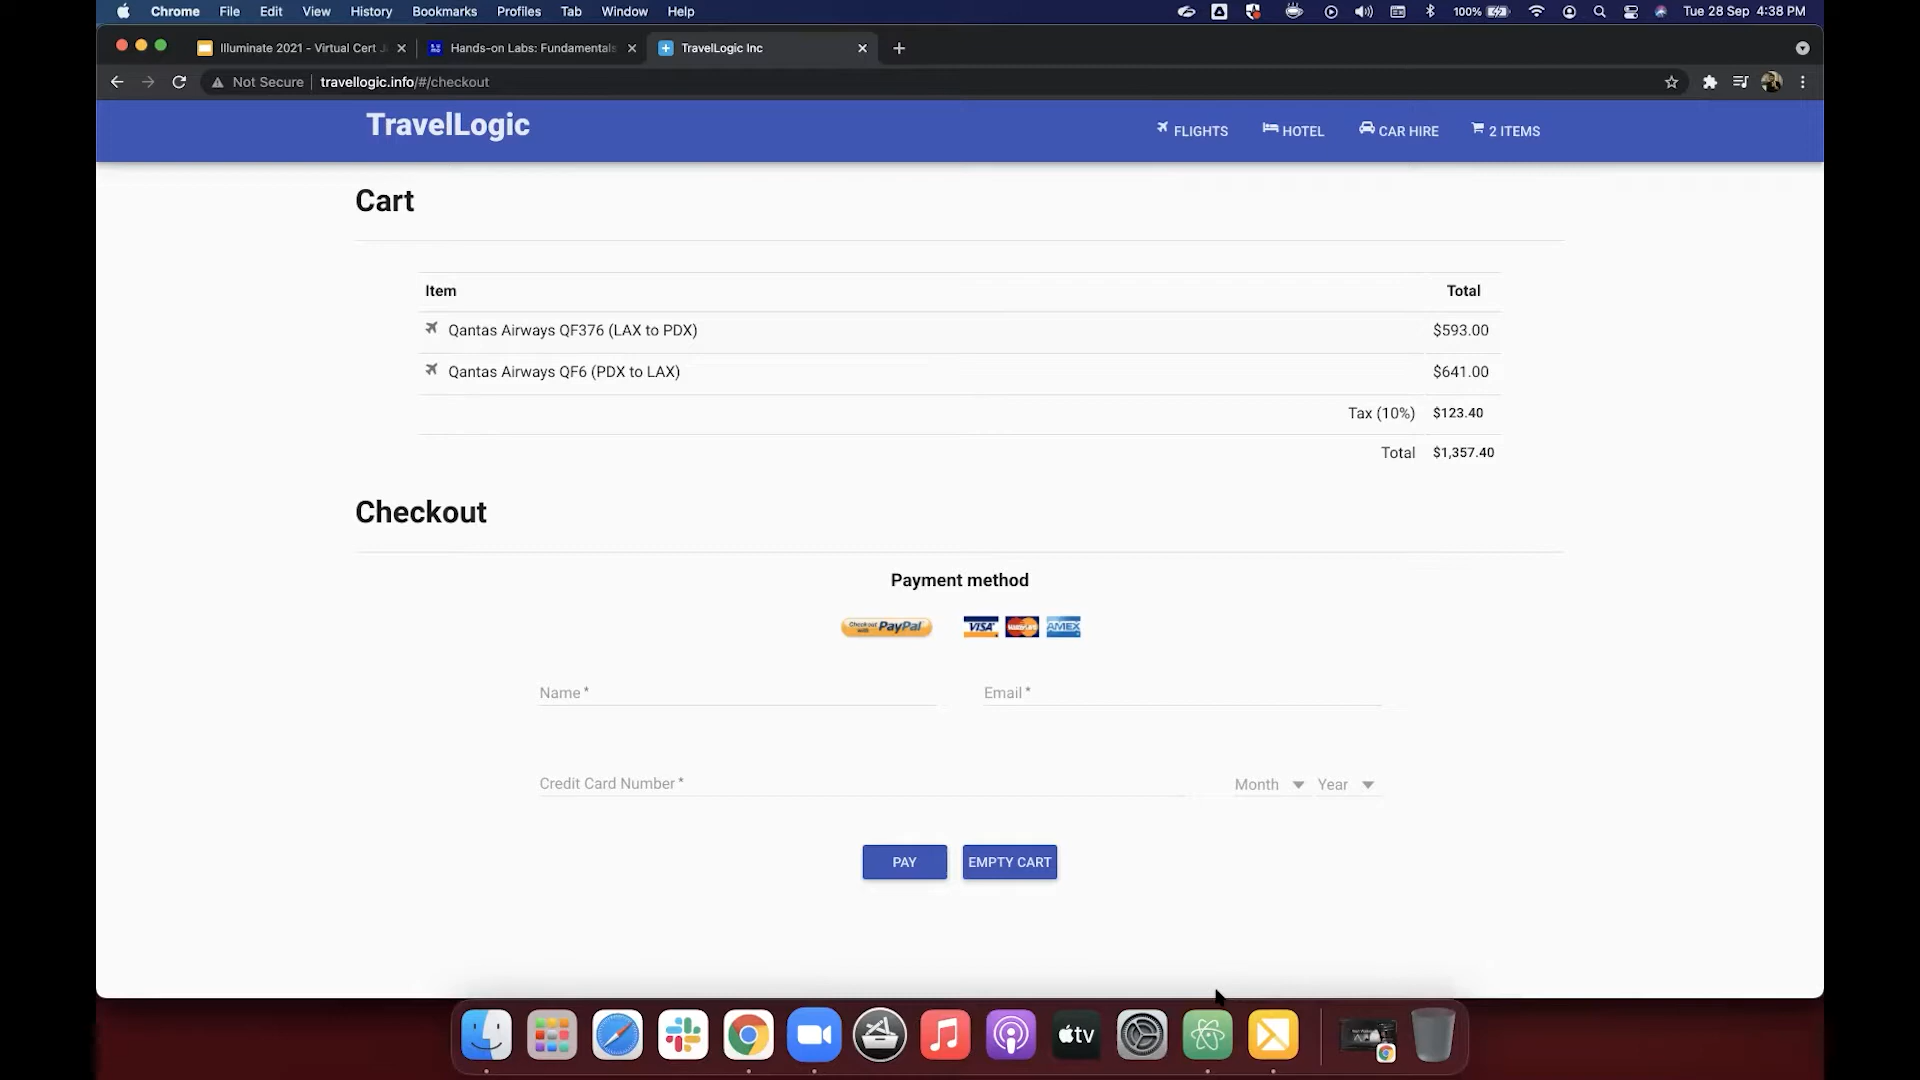 Chrome File Edit View History Bookmarks Profiles Tab Window Help 100% Tue 28 Sep 4:38 PM
Illuminate 2021 - Virtual Cert Hands-on Labs: Fundamentals TravelLogic Inc
Not Secure travellogic.info/#/checkout
TravelLogic FLIGHTS HOTEL CAR HIRE 2 ITEMS
Cart
Item Total
Qantas Airways QF376 (LAX to PDX) $593.00
Qantas Airways QF6 (PDX to LAX) $641.00
Tax (10%) $123.40
Total $1,357.40
Checkout
Payment method
Checkout with PayPal VISA MasterCard AMEX
Name * Email *
Credit Card Number * Month Year
PAY EMPTY CART
tv